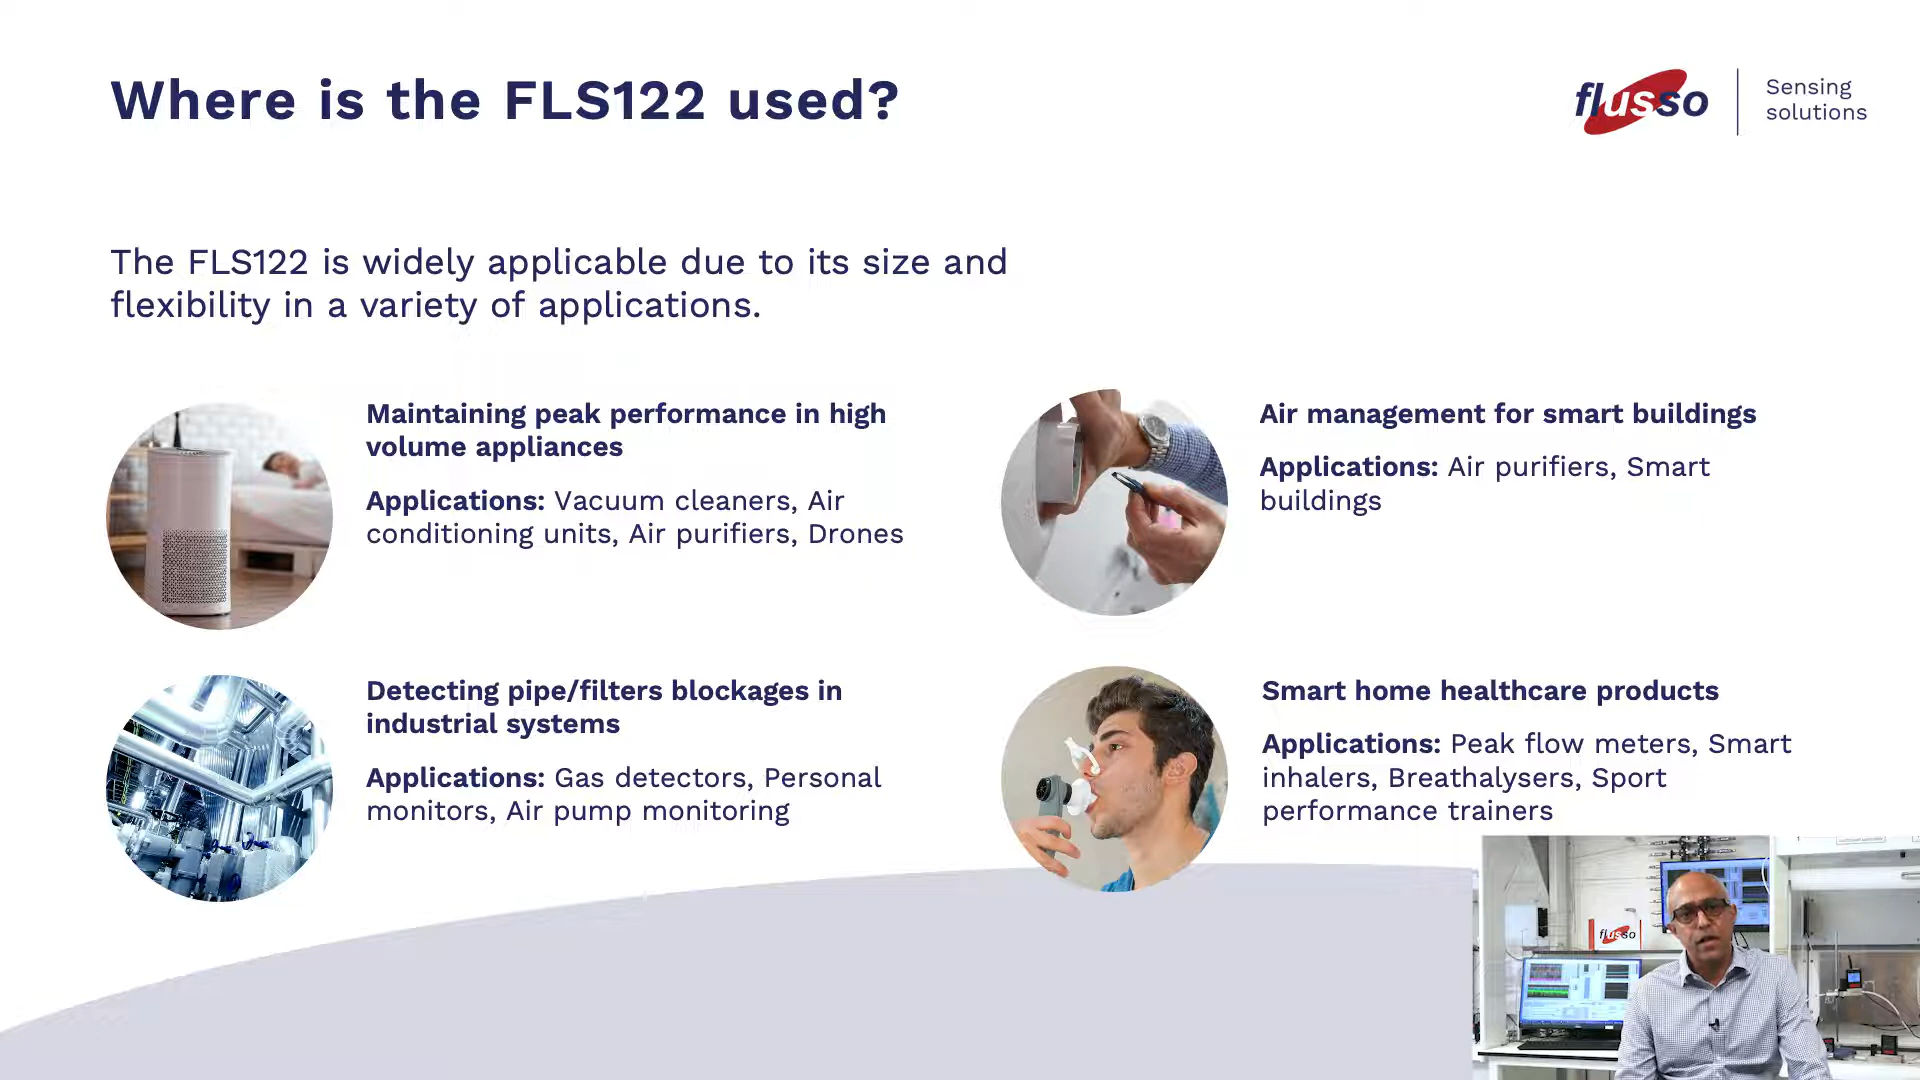 Where is the FLS122 used?
flusso
Sensing
solutions
The FLS122 is widely applicable due to its size and
flexibility in a variety of applications.
Maintaining peak performance in high
volume appliances
Applications: Vacuum cleaners, Air
conditioning units, Air purifiers, Drones
Air management for smart buildings
Applications: Air purifiers, Smart
buildings
Detecting pipe/filters blockages in
industrial systems
Applications: Gas detectors, Personal
monitors, Air pump monitoring
Smart home healthcare products
Applications: Peak flow meters, Smart
inhalers, Breathalysers, Sport
performance trainers
flusso